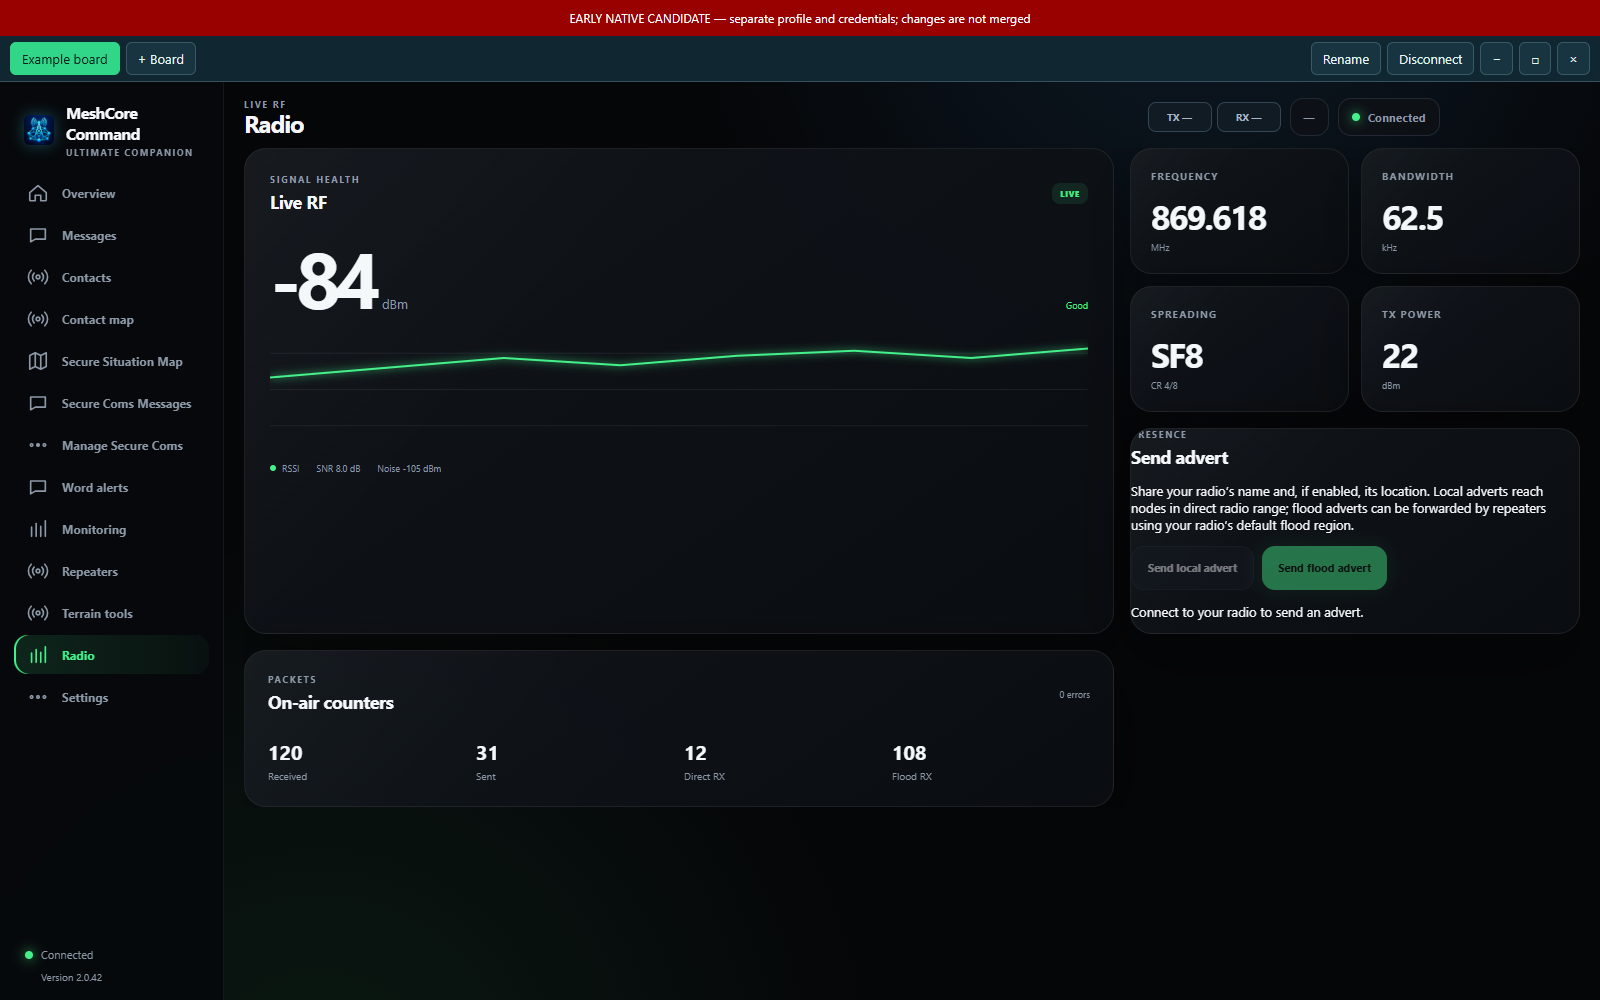 EARLY NATIVE CANDIDATE — separate profile and credentials; changes are not merged
Example board
+ Board
Rename
Disconnect
MeshCore
Command
ULTIMATE COMPANION
Overview
Messages
Contacts
Contact map
Secure Situation Map
Secure Coms Messages
Manage Secure Coms
Word alerts
Monitoring
Repeaters
Terrain tools
Radio
Settings
Connected
Version 2.0.42
LIVE RF
Radio
TX —
RX —
—
Connected
SIGNAL HEALTH
Live RF
LIVE
-84 dBm
Good
RSSI
SNR 8.0 dB
Noise -105 dBm
PACKETS
On-air counters
0 errors
120
Received
31
Sent
12
Direct RX
108
Flood RX
FREQUENCY
869.618
MHz
BANDWIDTH
62.5
kHz
SPREADING
SF8
CR 4/8
TX POWER
22
dBm
RESENCE
Send advert
Share your radio's name and, if enabled, its location. Local adverts reach
nodes in direct radio range; flood adverts can be forwarded by repeaters
using your radio's default flood region.
Send local advert
Send flood advert
Connect to your radio to send an advert.